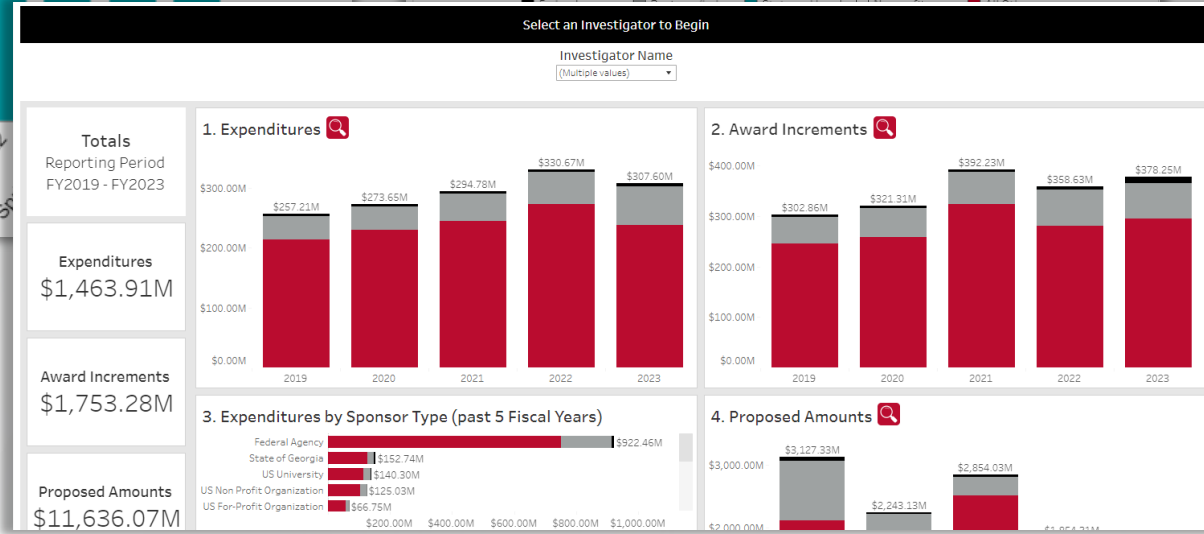 Select an Investigator to Begin
Investigator Name
(Multiple values)
Totals
Reporting Period
FY2019 - FY2023
Expenditures
$1,463.91M
Award Increments
$1,753.28M
Proposed Amounts
$11,636.07M
1. Expenditures
$300.00M
$200.00M
$100.00M
$0.00M
$257.21M
$273.65M
$294.78M
$330.67M
$307.60M
2019
2020
2021
2022
2023
2. Award Increments
$400.00M
$300.00M
$200.00M
$100.00M
$0.00M
$302.86M
$321.31M
$392.23M
$358.63M
$378.25M
2019
2020
2021
2022
2023
3. Expenditures by Sponsor Type (past 5 Fiscal Years)
Federal Agency $922.46M
State of Georgia $152.74M
US University $140.30M
US Non Profit Organization $125.03M
US For-Profit Organization $66.75M
$200.00M $400.00M $600.00M $800.00M $1,000.00M
4. Proposed Amounts
$3,000.00M
$2,000.00M
$3,127.33M
$2,243.13M
$2,854.03M